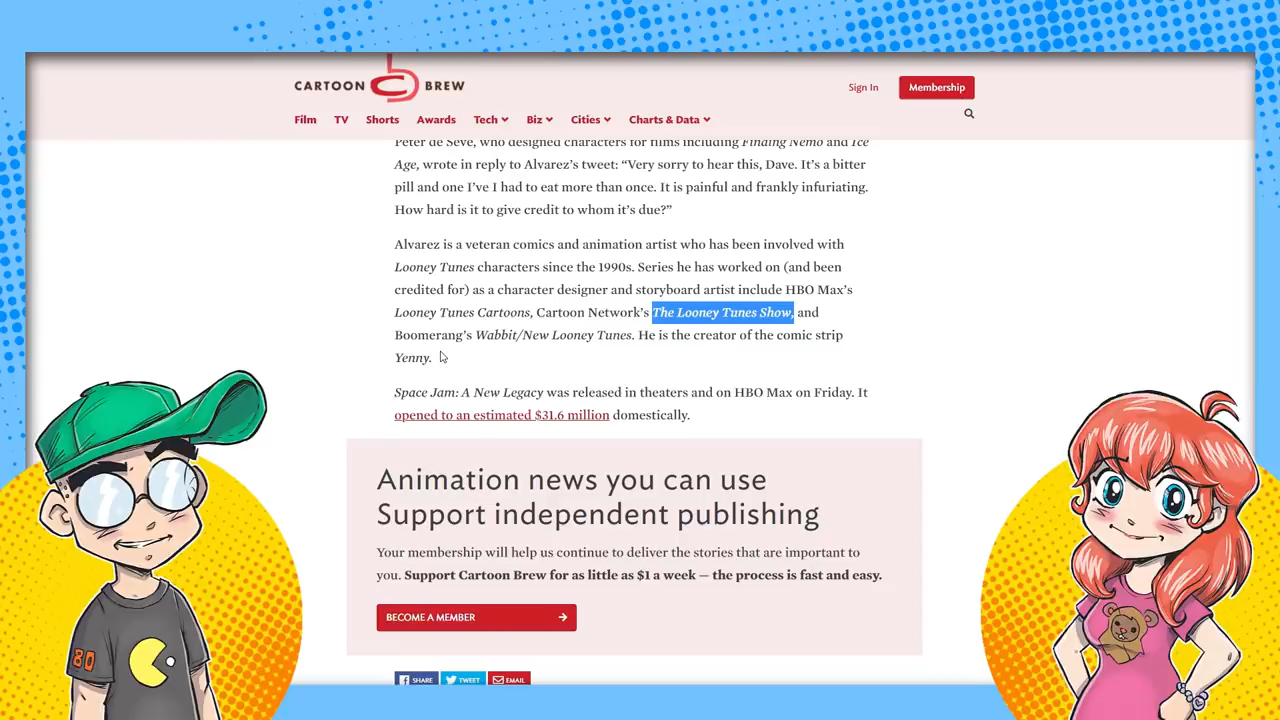 CARTOON BREW
Sign In
Membership
Film TV Shorts Awards Tech Biz Cities Charts & Data
Peter de Sève, who designed characters for films including Finding Nemo and Ice
Age, wrote in reply to Alvarez’s tweet: “Very sorry to hear this, Dave. It’s a bitter
pill and one I’ve I had to eat more than once. It is painful and frankly infuriating.
How hard is it to give credit to whom it’s due?”
Alvarez is a veteran comics and animation artist who has been involved with
Looney Tunes characters since the 1990s. Series he has worked on (and been
credited for) as a character designer and storyboard artist include HBO Max’s
Looney Tunes Cartoons, Cartoon Network’s The Looney Tunes Show, and
Boomerang’s Wabbit/New Looney Tunes. He is the creator of the comic strip
Yenny.
Space Jam: A New Legacy was released in theaters and on HBO Max on Friday. It
opened to an estimated $31.6 million domestically.
Animation news you can use
Support independent publishing
Your membership will help us continue to deliver the stories that are important to
you. Support Cartoon Brew for as little as $1 a week — the process is fast and easy.
BECOME A MEMBER
SHARE TWEET EMAIL
80